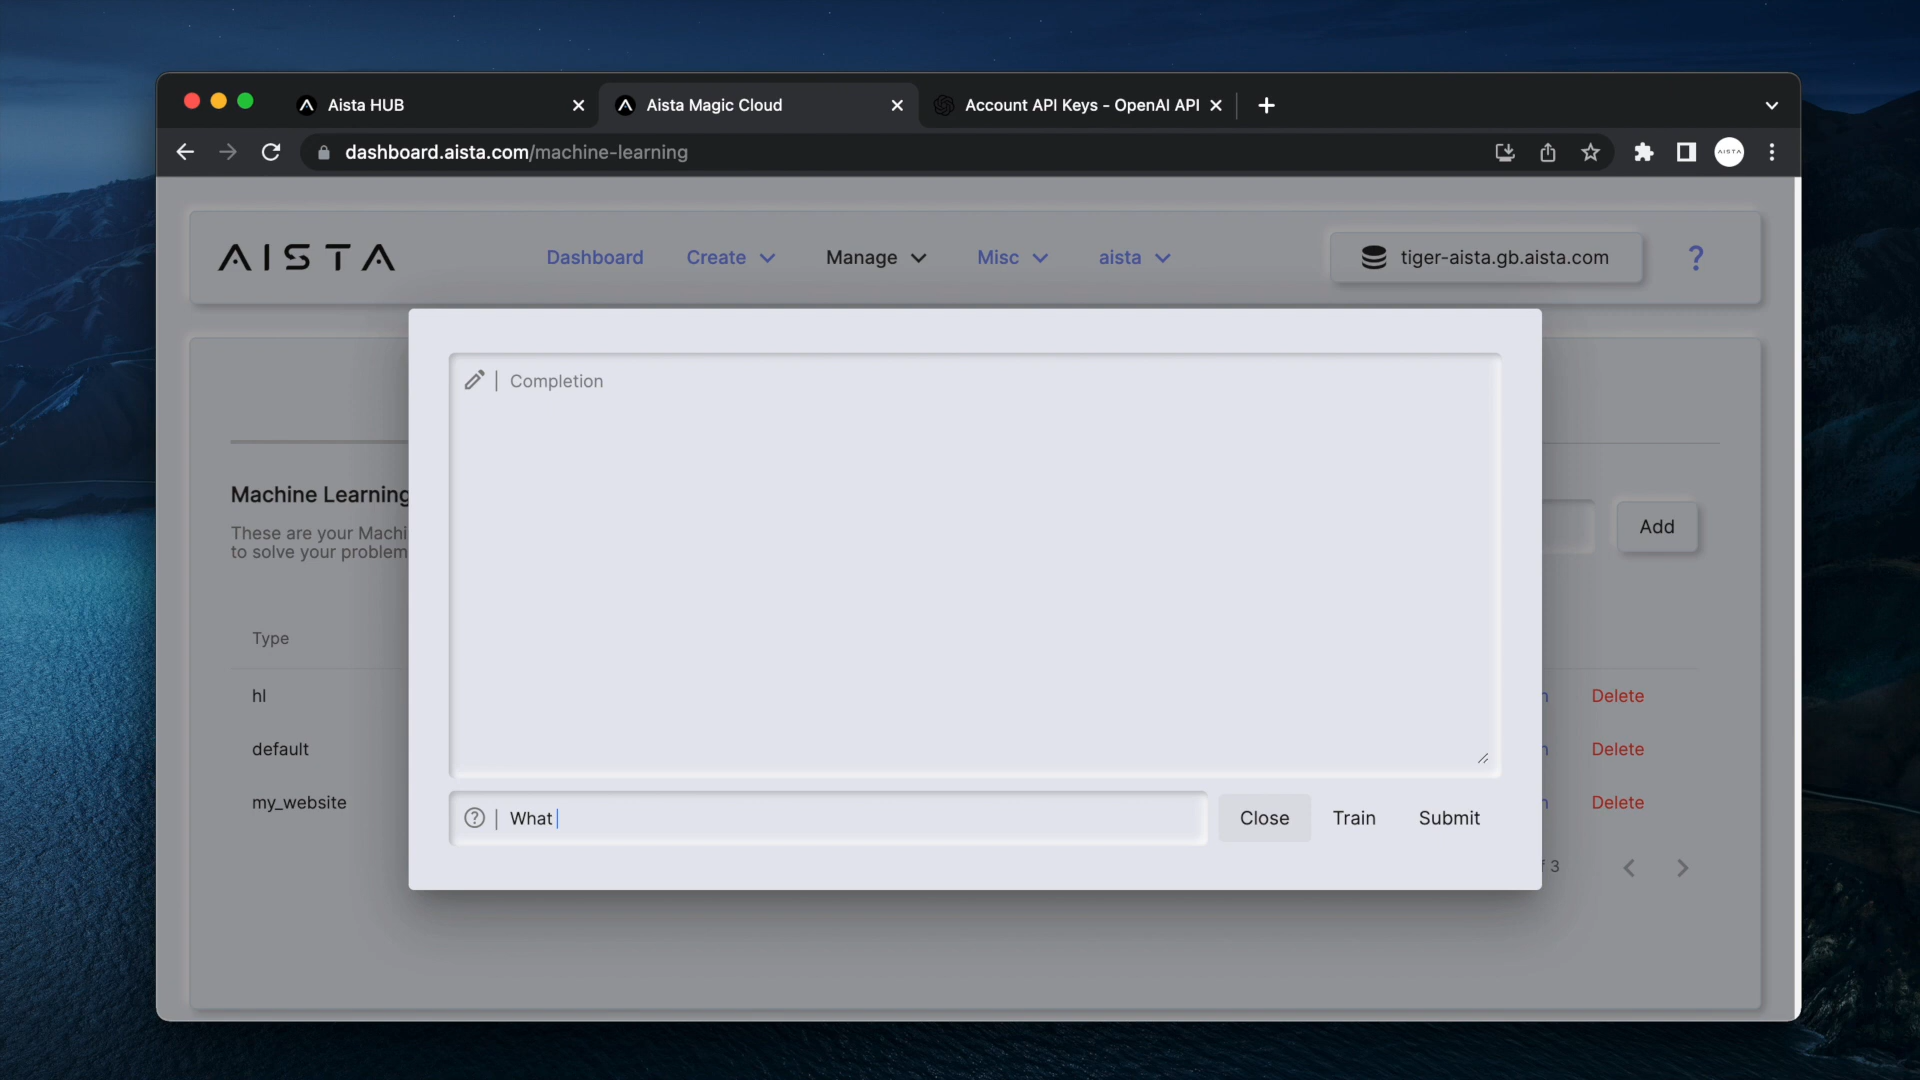 Aista HUB
Aista Magic Cloud
Account API Keys - OpenAI API
dashboard.aista.com/machine-learning
AISTA
AISTA
Dashboard
Create
Manage
Misc
aista
tiger-aista.gb.aista.com
?
Completion
Machine Learning
These are your Machi
to solve your problem
Add
Type
hl
Delete
default
Delete
my_website
Delete
? What
Close
Train
Submit
f 3